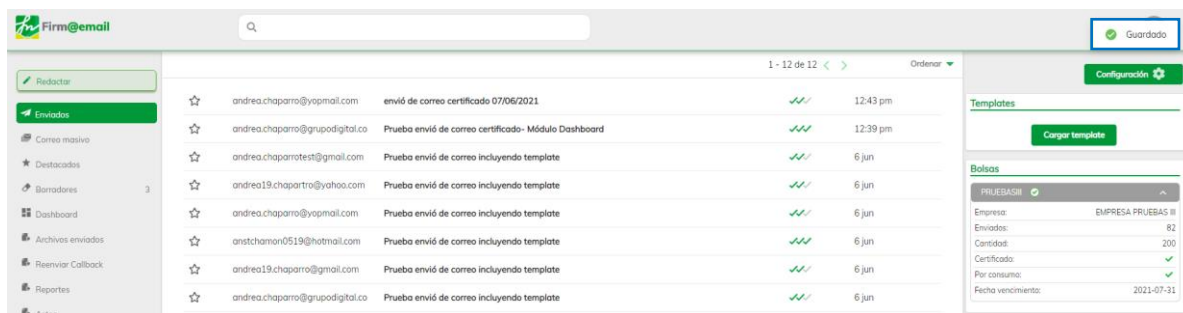 Firm@email
Guardado
1 - 12 de 12 < > Ordenar
Redactar
Configuración
Enviados
andrea.chaparro@yopmail.com envió de correo certificado 07/06/2021 12:43 pm
Templates
Correo masivo
andrea.chaparro@grupodigital.co Prueba envió de correo certificado- Módulo Dashboard 12:39 pm
Cargar template
Destacados
andrea.chaparrotest@gmail.com Prueba envió de correo incluyendo template 6 jun
Bolsas
Borradores 3
andrea19.chapartro@yahoo.com Prueba envió de correo incluyendo template 6 jun
PRUEBASIII
Dashboard
andrea.chaparro@yopmail.com Prueba envió de correo incluyendo template 6 jun
Empresa: EMPRESA PRUEBAS III
Enviados: 82
Archivos enviados
anstchamon0519@hotmail.com Prueba envió de correo incluyendo template 6 jun
Cantidad: 200
Certificado:
Reenviar Callback
andrea19.chaparro@gmail.com Prueba envió de correo incluyendo template 6 jun
Por consumo:
Reportes
andrea.chaparro@grupodigital.co Prueba envió de correo incluyendo template 6 jun
Fecha vencimiento: 2021-07-31